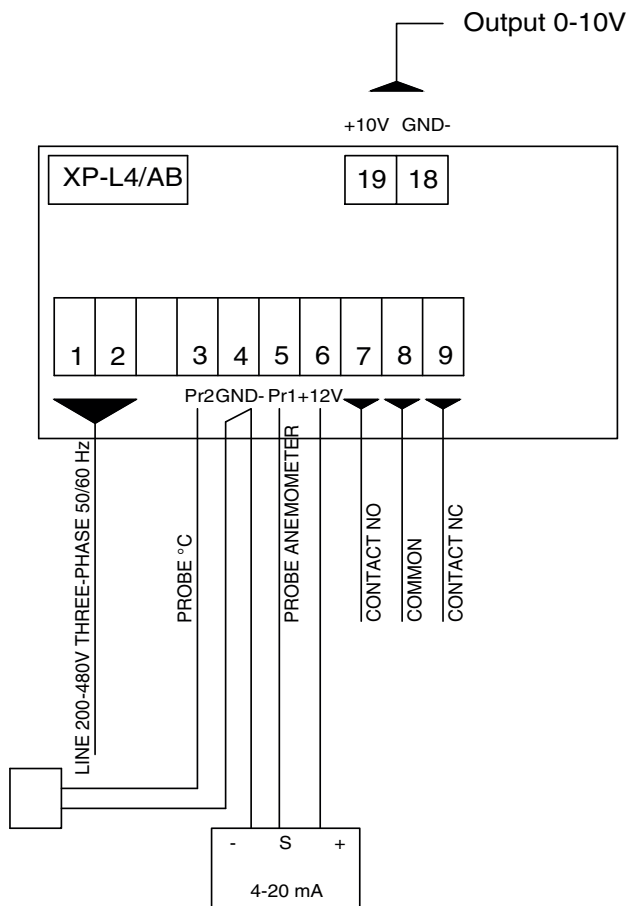 Output 0-10V
+10V GND-
XP-L4/AB
19 18
1 2 3 4 5 6 7 8 9
Pr2 GND- Pr1 +12V
LINE 200-480V THREE-PHASE 50/60 Hz
PROBE °C
PROBE ANEMOMETER
CONTACT NO
COMMON
CONTACT NC
- S +
4-20 mA